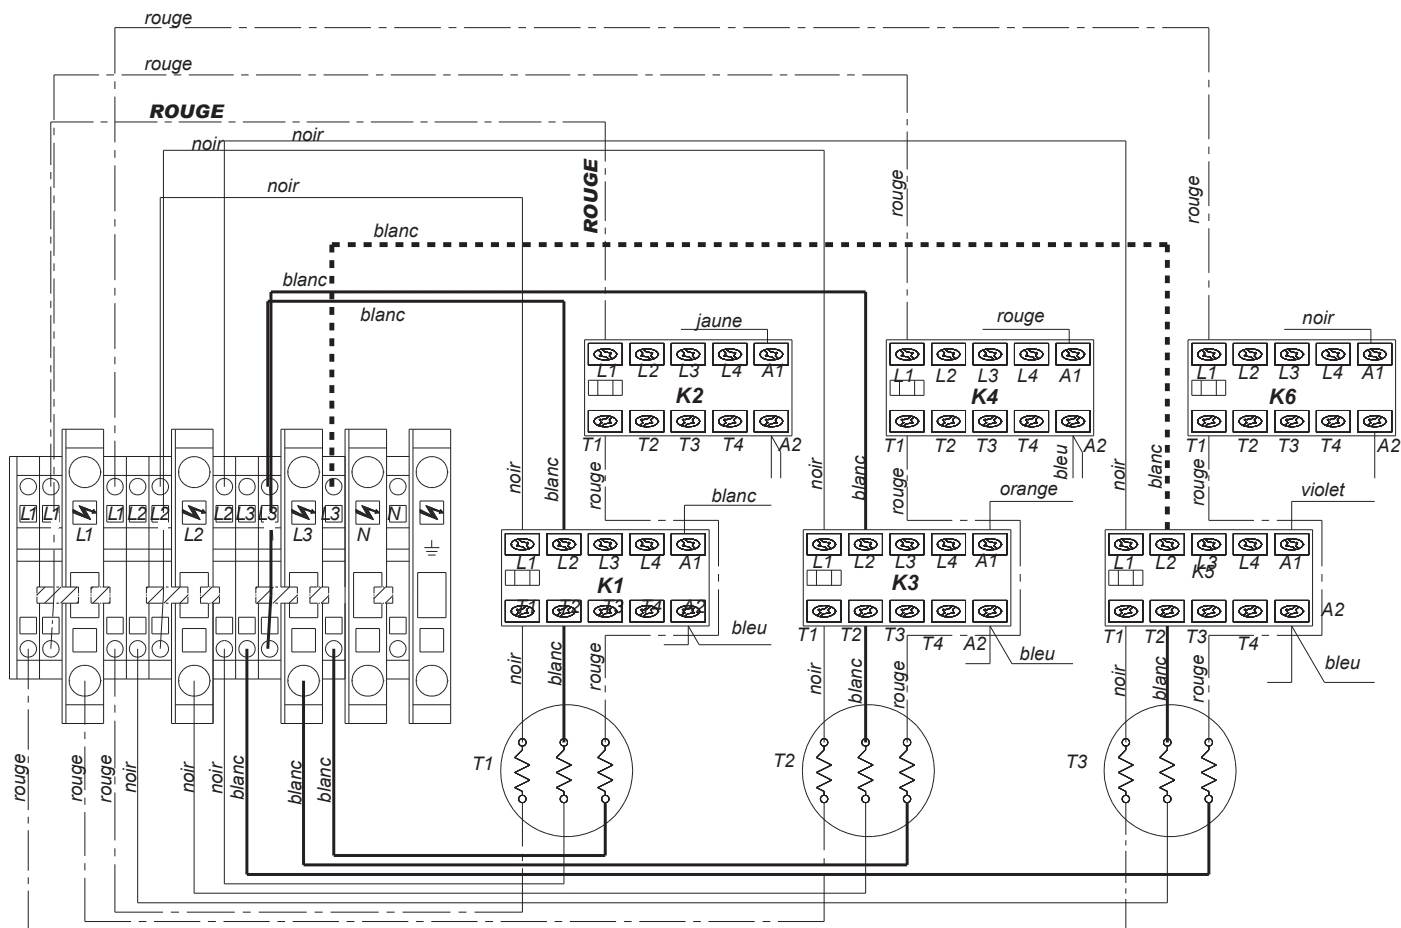 rouge
rouge
ROUGE
noir
noir
noir
ROUGE
rouge
rouge
blanc
blanc
blanc
jaune
rouge
noir
L1 L2 L3 L4 A1
K2
T1 T2 T3 T4 A2
L1 L2 L3 L4 A1
K4
T1 T2 T3 T4 A2
L1 L2 L3 L4 A1
K6
T1 T2 T3 T4 A2
noir
blanc
rouge
blanc
noir
blanc
rouge
bleu
orange
noir
blanc
rouge
violet
L1 L1 L1 L2 L2 L2 L3 L3 L3 N
L1 L2 L3 N
L1 L2 L3 L4 A1
K1
T1 T2 T3 T4 A2
L1 L2 L3 L4 A1
K3
T1 T2 T3 T4 A2
L1 L2 L3 L4 A1
K5
T1 T2 T3 T4 A2
bleu
bleu
bleu
noir
blanc
rouge
noir
blanc
rouge
noir
blanc
rouge
T1
T2
T3
rouge
rouge
rouge
noir
noir
noir
blanc
blanc
blanc